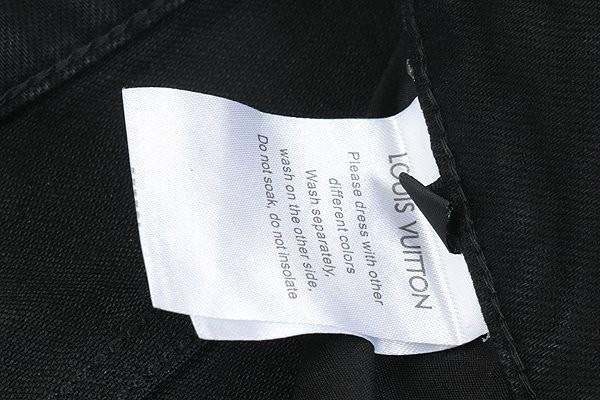 LOUIS VUITTON
Please dress with other
different colors
Wash separately,
wash on the other side,
Do not soak, do not insolate